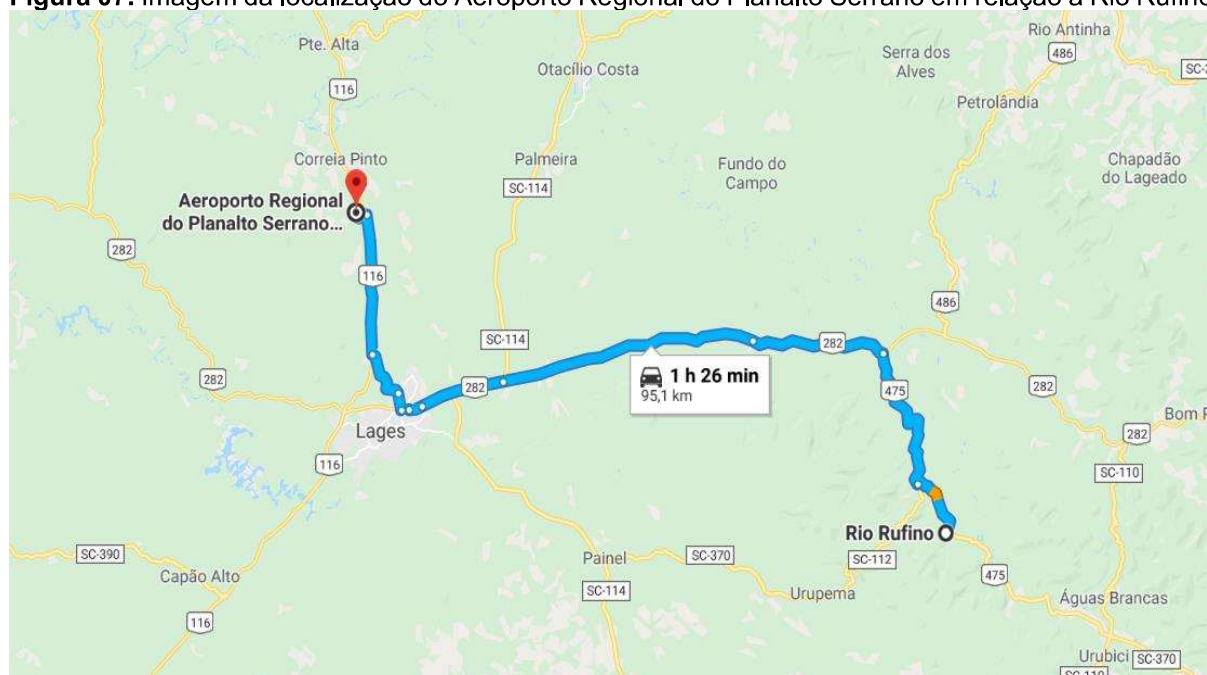 Figura 07: Imagem da localização do Aeroporto Regional do Planalto Serrano em relação a Rio Rufino
Rio Antinha
Pte. Alta
486
Serra dos
Alves
Otacílio Costa
116
Petrolândia
Correia Pinto
Palmeira
Fundo do
Campo
Chapadão
do Lageado
SC-114
Aeroporto Regional
do Planalto Serrano...
282
116
486
SC-114
282
1 h 26 min
95,1 km
282
282
475
282
Bom
Lages
282
116
SC-110
Rio Rufino
SC-390
Painel
SC-370
SC-112
Capão Alto
475
SC-114
Urupema
Águas Brancas
116
Urubici
SC-370
SC-110